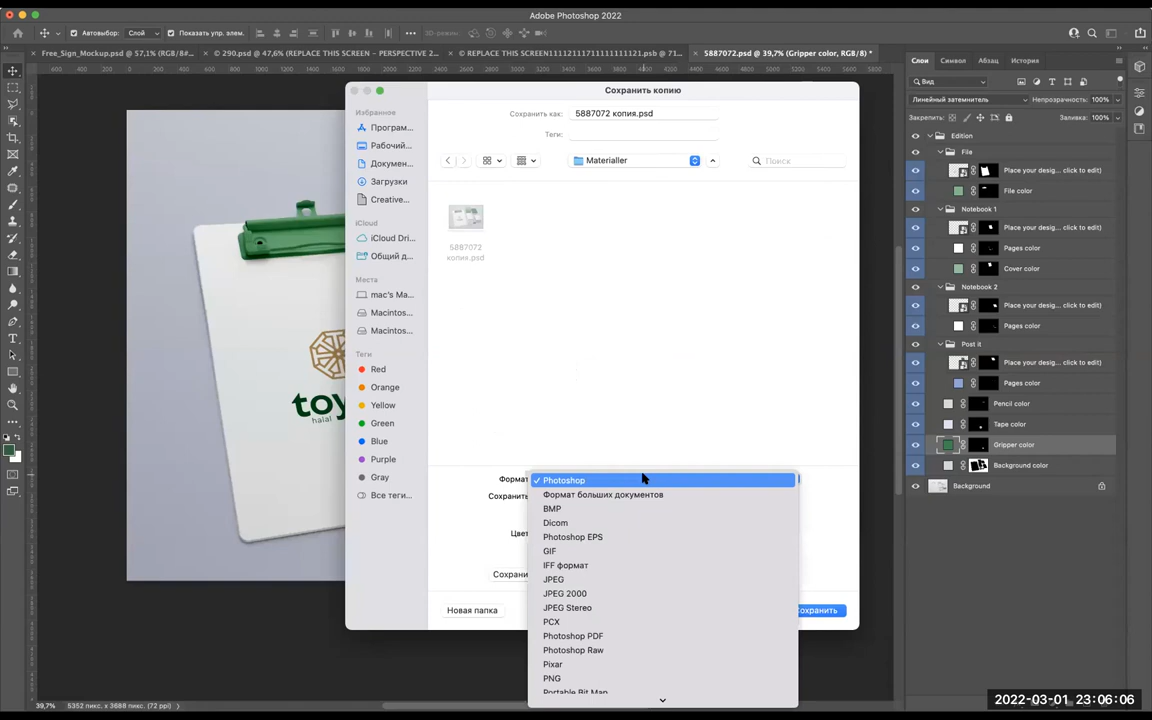 Adobe Photoshop 2022
Автовыбор:
Слой
Показать упр. элем.
3D-режим:
Free_Sign_Mockup.psd @ 57,1% (RGB/8#...
© 290.psd @ 47,6% (REPLACE THIS SCREEN – PERSPECTIVE 2...
5887072.psd @ 39,7% (Gripper color, RGB/8) *
Сохранить копию
Сохранить как:
5887072 копия.psd
Теги:
Materialler
Поиск
Избранное
Програм...
Рабочий...
Докумен...
Загрузки
Creative...
iCloud
iCloud Dri...
Общий д...
Места
mac's Ma...
Macintos...
Macintos...
Теги
Red
Orange
Yellow
Green
Blue
Purple
Gray
Все теги...
5887072
копия.psd
Формат
Сохранить
Цвет
Сохрани
Новая папка
охранить
Photoshop
Формат больших документов
BMP
Dicom
Photoshop EPS
GIF
IFF формат
JPEG
JPEG 2000
JPEG Stereo
PCX
Photoshop PDF
Photoshop Raw
Pixar
PNG
Portable Bit Map
toy
halal
Слои
Символ
Абзац
История
Вид
Линейный затемнитель
Непрозрачность: 100%
Закрепить:
Заливка: 100%
Edition
File
Place your desig... click to edit)
File color
Notebook 1
Place your desig... click to edit)
Pages color
Cover color
Notebook 2
Place your desig... click to edit)
Pages color
Post it
Place your desig... click to edit)
Pages color
Pencil color
Tape color
Gripper color
Background color
Background
39,7%
5352 пикс. x 3688 пикс. (72 ppi)
2022-03-01 23:06:06